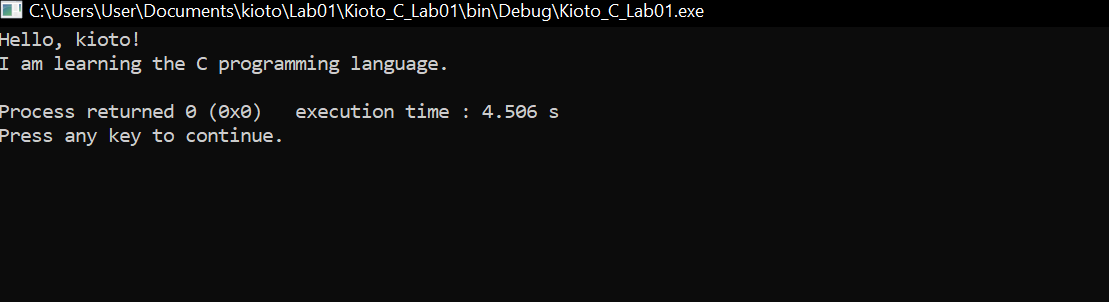 C:\Users\User\Documents\kioto\Lab01\Kioto_C_Lab01\bin\Debug\Kioto_C_Lab01.exe
Hello, kioto!
I am learning the C programming language.
Process returned 0 (0x0)   execution time : 4.506 s
Press any key to continue.